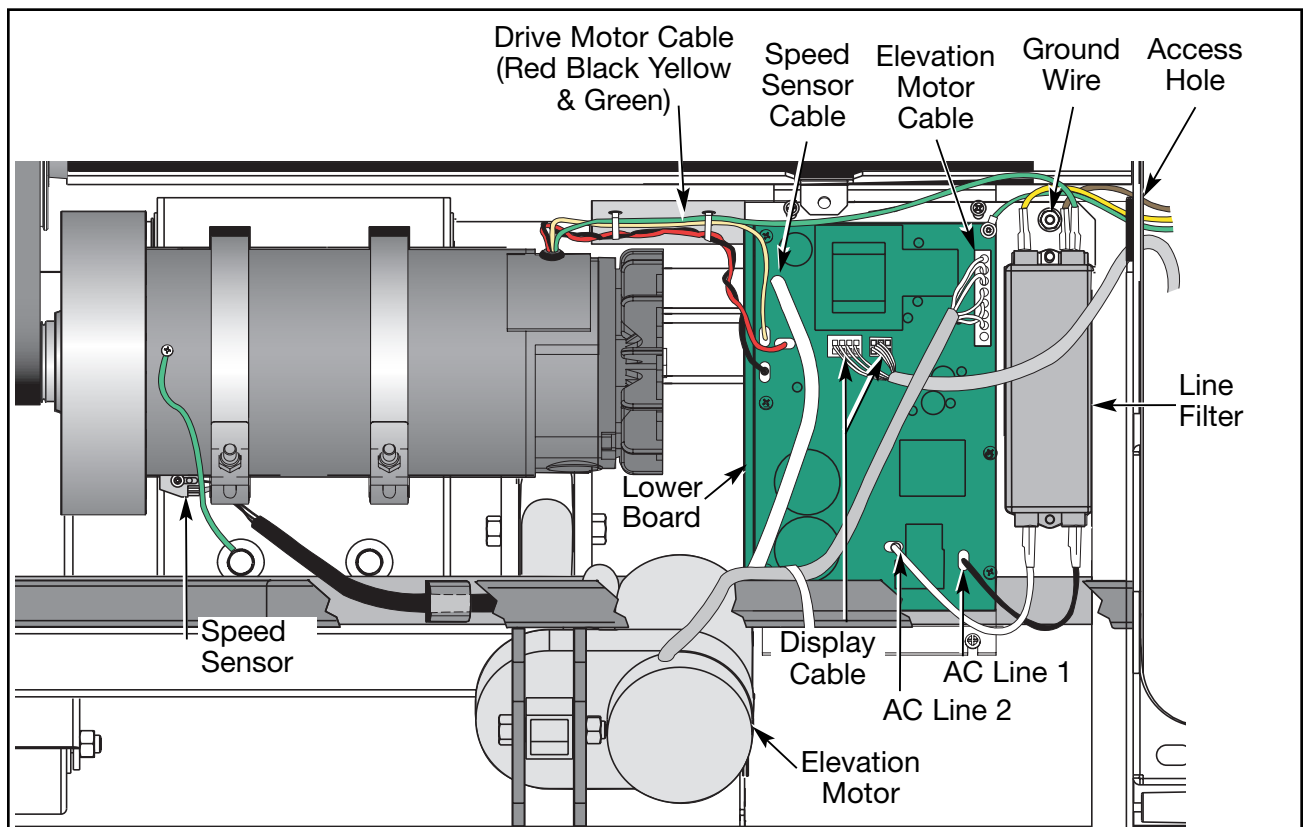 Drive Motor Cable
(Red Black Yellow
& Green)
Speed
Sensor
Cable
Elevation
Motor
Cable
Ground
Wire
Access
Hole
Line
Filter
Lower
Board
Speed
Sensor
Display
Cable
AC Line 1
AC Line 2
Elevation
Motor